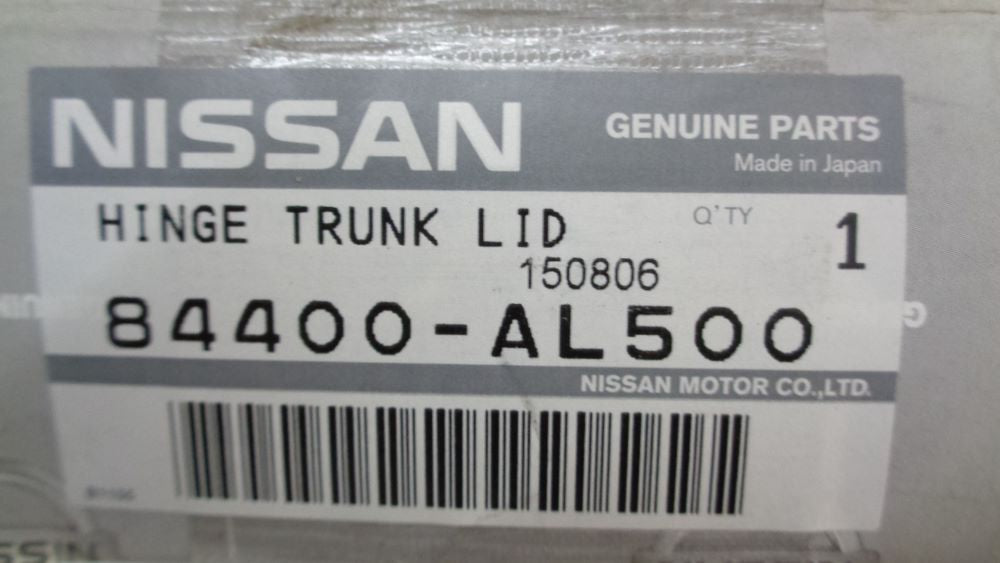 NISSAN
GENUINE PARTS
Made in Japan
HINGE TRUNK LID
Q'TY 1
150806
84400-AL500
NISSAN MOTOR CO.,LTD.